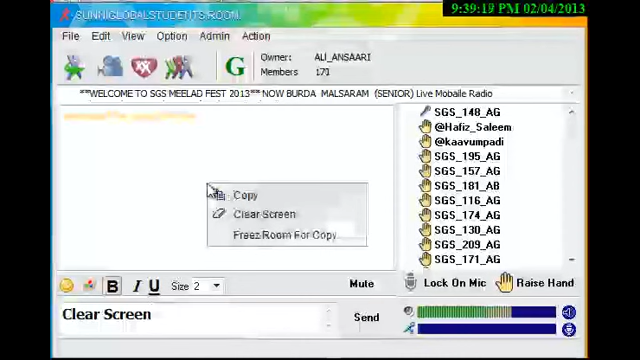 9:39:19 PM 02/04/2013
SUNNIGLOBALSTUDENTS ROOM
File Edit View Option Admin Action
G
Owner: ALI_ANSAARI
Members 171
**WELCOME TO SGS MEELAD FEST 2013** NOW BURDA MALSARAM (SENIOR) Live Mobaile Radio
SGS_148_AG
@Hafiz_Saleem
@kaavumpadi
SGS_195_AG
SGS_157_AG
SGS_181_AB
SGS_116_AG
SGS_174_AG
SGS_130_AG
SGS_209_AG
SGS_171_AG
Copy
Clear Screen
Freez Room For Copy
B I U Size 2 Mute
Lock On Mic Raise Hand
Clear Screen
Send